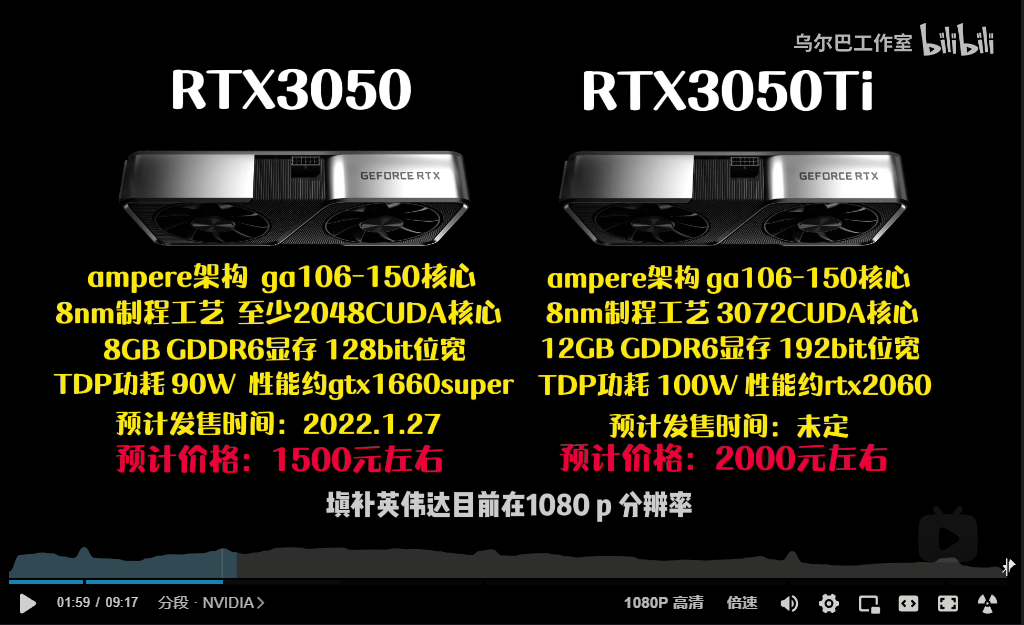 乌尔巴工作室 bilibili
RTX3050 RTX3050Ti
GEFORCE RTX GEFORCE RTX
ampere架构 ga106-150核心 ampere架构 ga106-150核心
8nm制程工艺 至少2048CUDA核心 8nm制程工艺 3072CUDA核心
8GB GDDR6显存 128bit位宽 12GB GDDR6显存 192bit位宽
TDP功耗 90W 性能约gtx1660super TDP功耗 100W 性能约rtx2060
预计发售时间：2022.1.27 预计发售时间：未定
预计价格：1500元左右 预计价格：2000元左右
填补英伟达目前在1080 p 分辨率
01:59 / 09:17 分段 · NVIDIA 1080P 高清 倍速